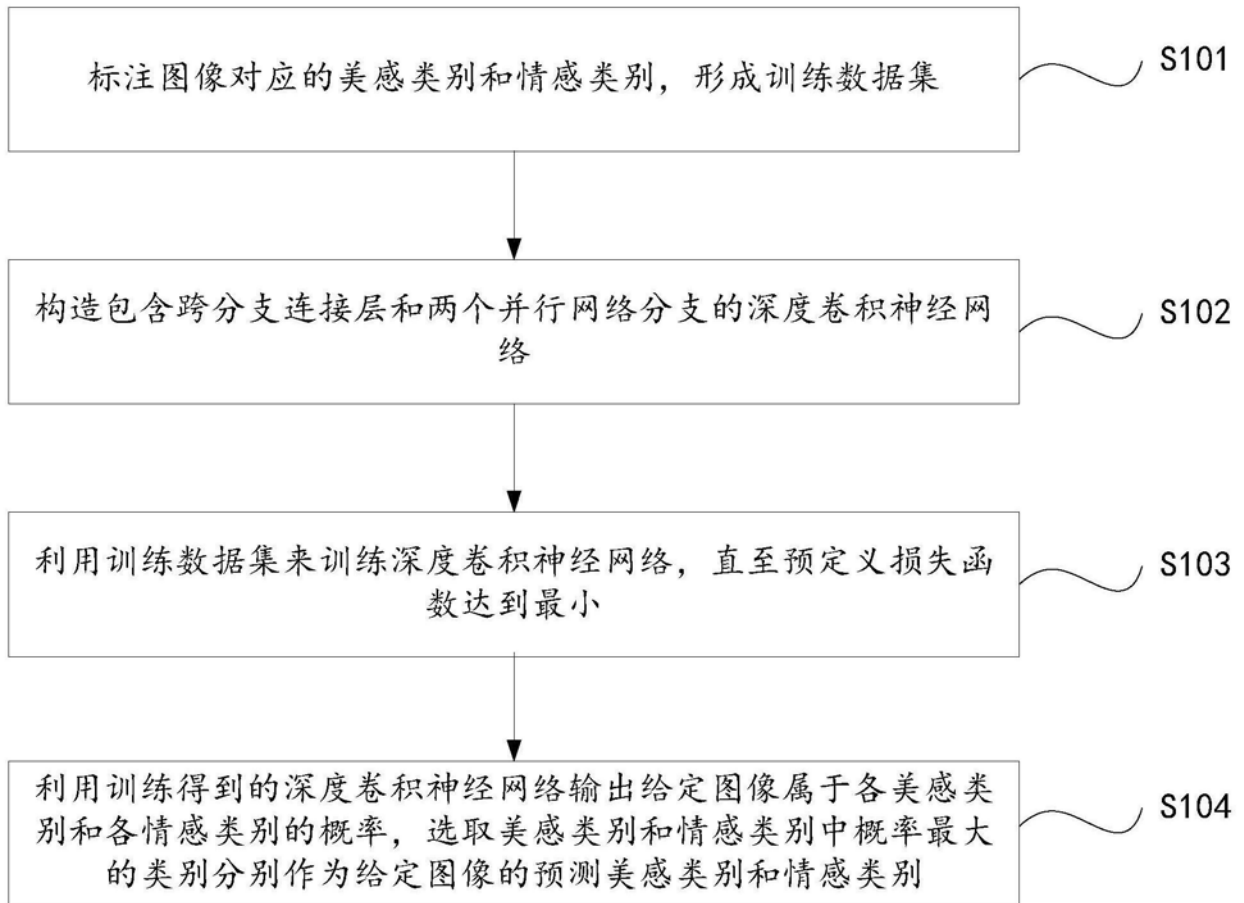 标注图像对应的美感类别和情感类别，形成训练数据集
S101
构造包含跨分支连接层和两个并行网络分支的深度卷积神经网
络
S102
利用训练数据集来训练深度卷积神经网络，直至预定义损失函
数达到最小
S103
利用训练得到的深度卷积神经网络输出给定图像属于各美感类
别和各情感类别的概率，选取美感类别和情感类别中概率最大
的类别分别作为给定图像的预测美感类别和情感类别
S104